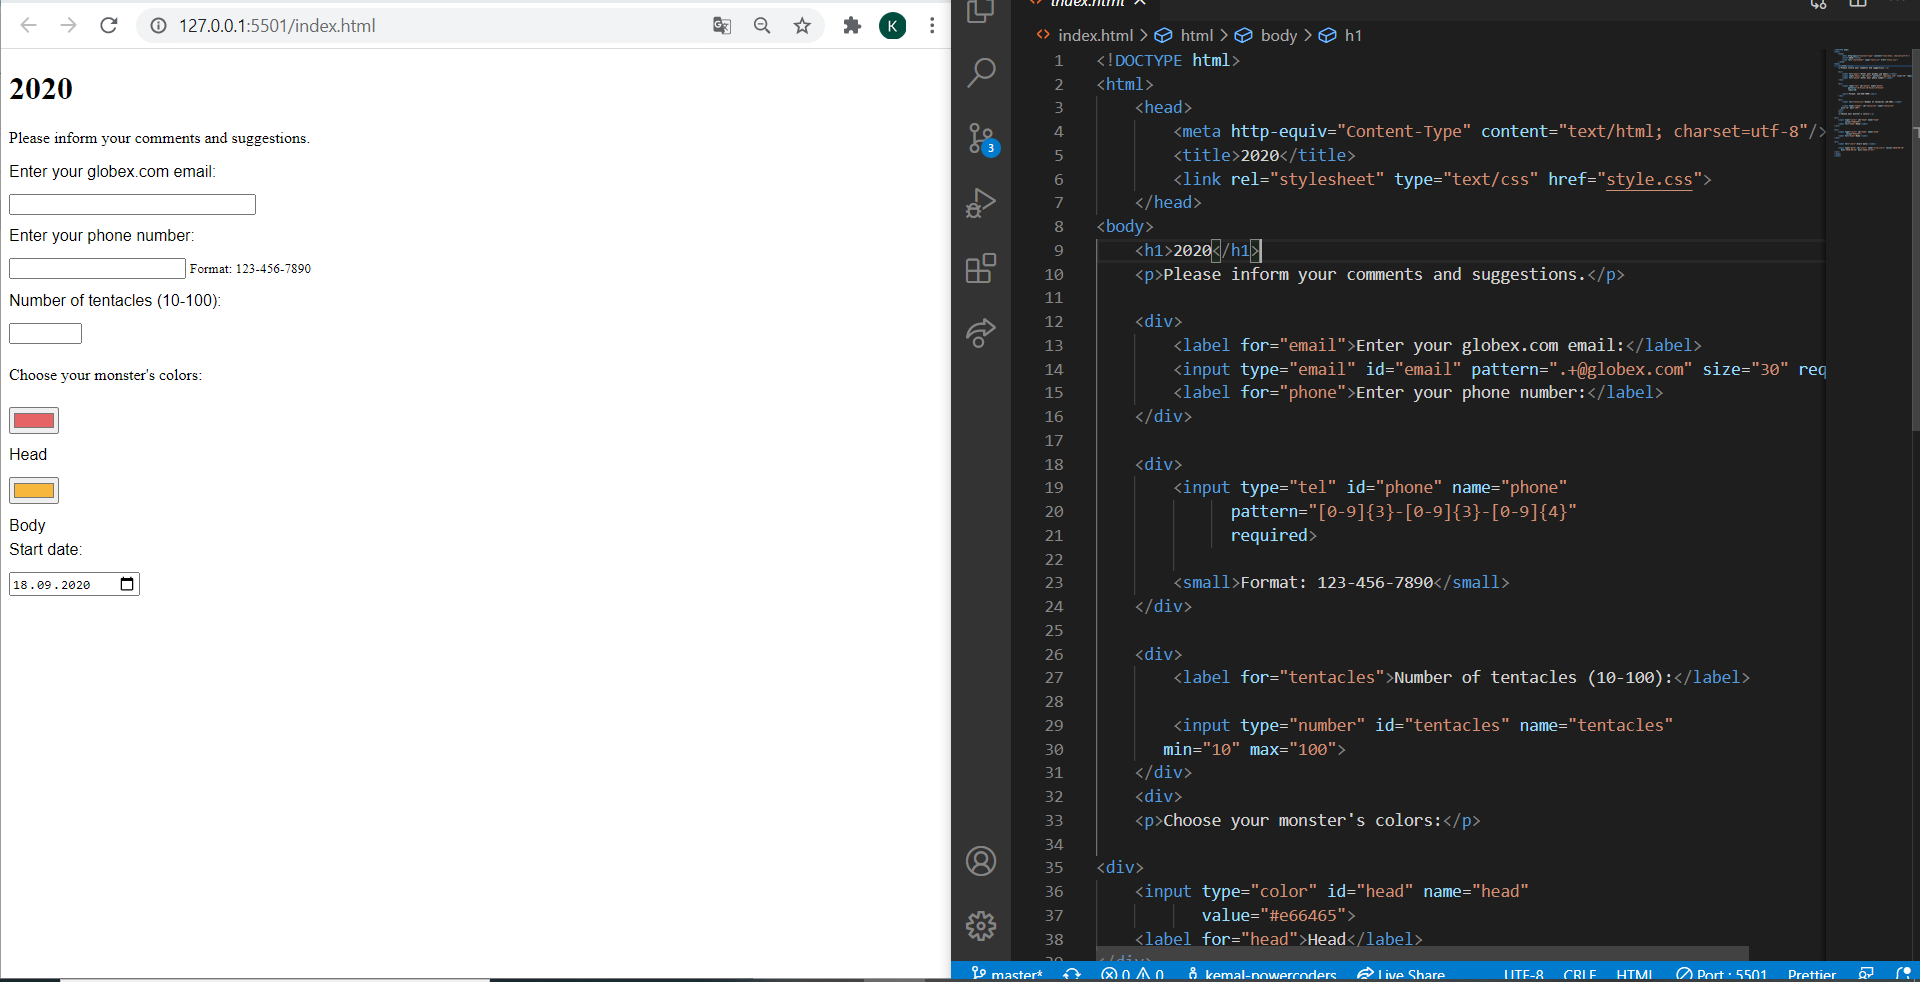 127.0.0.1:5501/index.html
K
2020
Please inform your comments and suggestions.
Enter your globex.com email:
Enter your phone number:
Format: 123-456-7890
Number of tentacles (10-100):
Choose your monster's colors:
Head
Body
Start date:
18.09.2020
3
index.html
index.html > html > body > h1
1 <!DOCTYPE html>
2 <html>
3 <head>
4 <meta http-equiv="Content-Type" content="text/html; charset=utf-8"/>
5 <title>2020</title>
6 <link rel="stylesheet" type="text/css" href="style.css">
7 </head>
8 <body>
9 <h1>2020</h1>
10 <p>Please inform your comments and suggestions.</p>
11
12 <div>
13 <label for="email">Enter your globex.com email:</label>
14 <input type="email" id="email" pattern=".+@globex.com" size="30" req
15 <label for="phone">Enter your phone number:</label>
16 </div>
17
18 <div>
19 <input type="tel" id="phone" name="phone"
20 pattern="[0-9]{3}-[0-9]{3}-[0-9]{4}"
21 required>
22
23 <small>Format: 123-456-7890</small>
24 </div>
25
26 <div>
27 <label for="tentacles">Number of tentacles (10-100):</label>
28
29 <input type="number" id="tentacles" name="tentacles"
30 min="10" max="100">
31 </div>
32 <div>
33 <p>Choose your monster's colors:</p>
34
35 <div>
36 <input type="color" id="head" name="head"
37 value="#e66465">
38 <label for="head">Head</label>
39 </div>
master* 0 0 kemal-powercoders Live Share UTF-8 CRLF HTML Port : 5501 Prettier